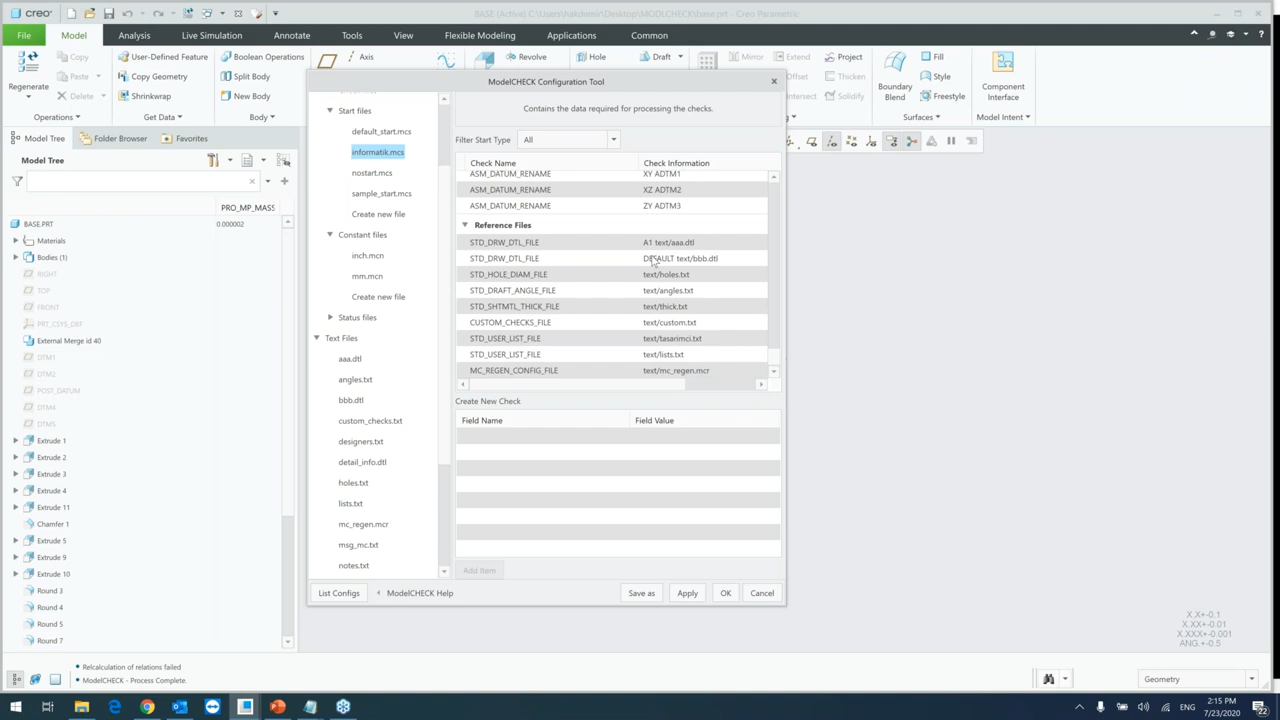 creo
BASE (Active) C:\Users\hakdemir\Desktop\MODLCHECK\base.prt - Creo Parametric
File
Model
Analysis
Live Simulation
Annotate
Tools
View
Flexible Modeling
Applications
Common
Regenerate
Copy
Paste
Delete
Operations
User-Defined Feature
Copy Geometry
Shrinkwrap
Get Data
Boolean Operations
Split Body
New Body
Body
Axis
Revolve
Hole
Draft
Mirror
Extend
Project
Offset
Thicken
Intersect
Solidify
Boundary
Blend
Fill
Style
Freestyle
Surfaces
Component
Interface
Model Intent
Model Tree
Folder Browser
Favorites
Model Tree
PRO_MP_MASS
BASE.PRT
0.000002
Materials
Bodies (1)
RIGHT
TOP
FRONT
PRT_CSYS_DRT
External Merge id 40
DTM1
DTM2
POST_DATUM
DTM4
DTM5
Extrude 1
Extrude 2
Extrude 3
Extrude 4
Extrude 11
Chamfer 1
Extrude 5
Extrude 9
Extrude 10
Round 3
Round 4
Round 5
Round 7
ModelCHECK Configuration Tool
Start files
default_start.mcs
informatik.mcs
nostart.mcs
sample_start.mcs
Create new file
Constant files
inch.mcn
mm.mcn
Create new file
Status files
Text Files
aaa.dtl
angles.txt
bbb.dtl
custom_checks.txt
designers.txt
detail_info.dtl
holes.txt
lists.txt
mc_regen.mcr
msg_mc.txt
notes.txt
Contains the data required for processing the checks.
Filter Start Type
All
Check Name
Check Information
ASM_DATUM_RENAME
XY ADTM1
ASM_DATUM_RENAME
XZ ADTM2
ASM_DATUM_RENAME
ZY ADTM3
Reference Files
STD_DRW_DTL_FILE
A1 text/aaa.dtl
STD_DRW_DTL_FILE
DEFAULT text/bbb.dtl
STD_HOLE_DIAM_FILE
text/holes.txt
STD_DRAFT_ANGLE_FILE
text/angles.txt
STD_SHTMTL_THICK_FILE
text/thick.txt
CUSTOM_CHECKS_FILE
text/custom.txt
STD_USER_LIST_FILE
text/tasarimci.txt
STD_USER_LIST_FILE
text/lists.txt
MC_REGEN_CONFIG_FILE
text/mc_regen.mcr
Create New Check
Field Name
Field Value
Add Item
List Configs
ModelCHECK Help
Save as
Apply
OK
Cancel
X.X+-0.1
X.XX+-0.01
X.XXX+-0.001
ANG.+-0.5
Recalculation of relations failed
ModelCHECK - Process Complete.
Geometry
ENG
2:15 PM
7/23/2020
22